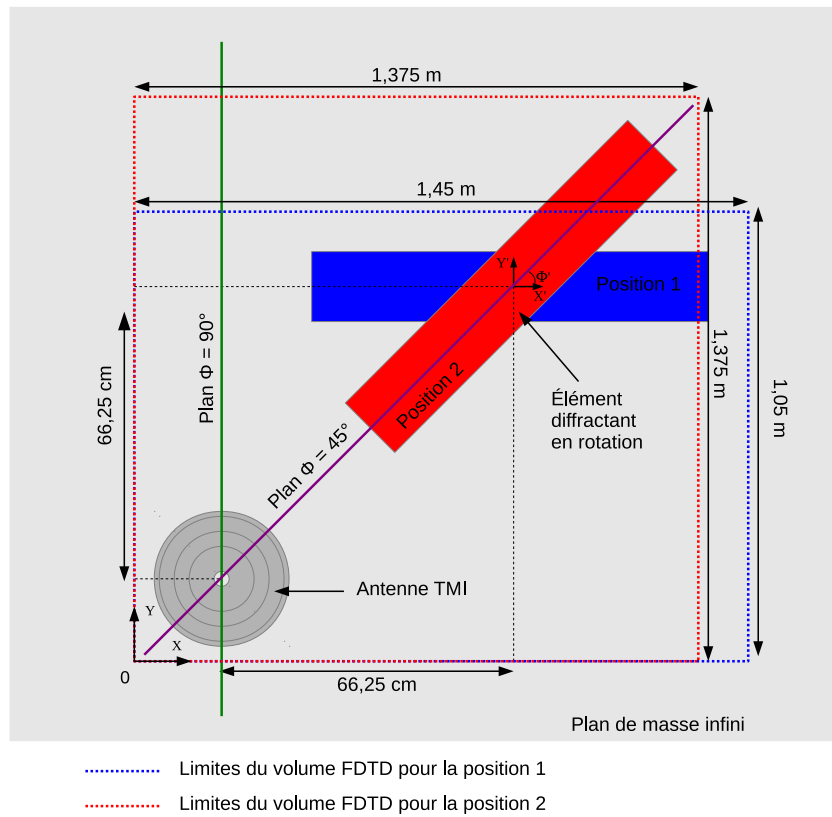 1,375 m
1,45 m
Y'
Φ'
X'
Position 1
Plan Φ = 90°
1,375 m
66,25 cm
Position 2
Élément
diffractant
en rotation
1,05 m
Plan Φ = 45°
Antenne TMI
Y
X
0
66,25 cm
Plan de masse infini
Limites du volume FDTD pour la position 1
Limites du volume FDTD pour la position 2